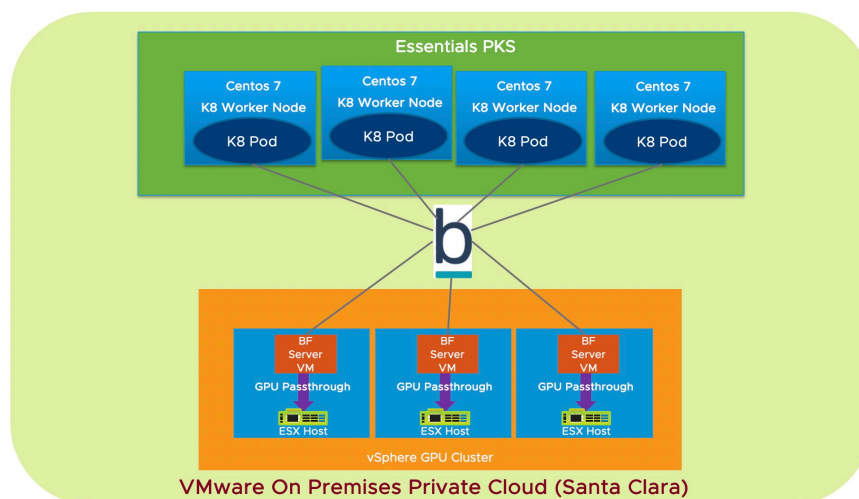 Essentials PKS
Centos 7
K8 Worker Node
K8 Pod
Centos 7
K8 Worker Node
K8 Pod
Centos 7
K8 Worker Node
K8 Pod
Centos 7
K8 Worker Node
K8 Pod
b
BF
Server
VM
GPU Passthrough
ESX Host
BF
Server
VM
GPU Passthrough
ESX Host
BF
Server
VM
GPU Passthrough
ESX Host
vSphere GPU Cluster
VMware On Premises Private Cloud (Santa Clara)